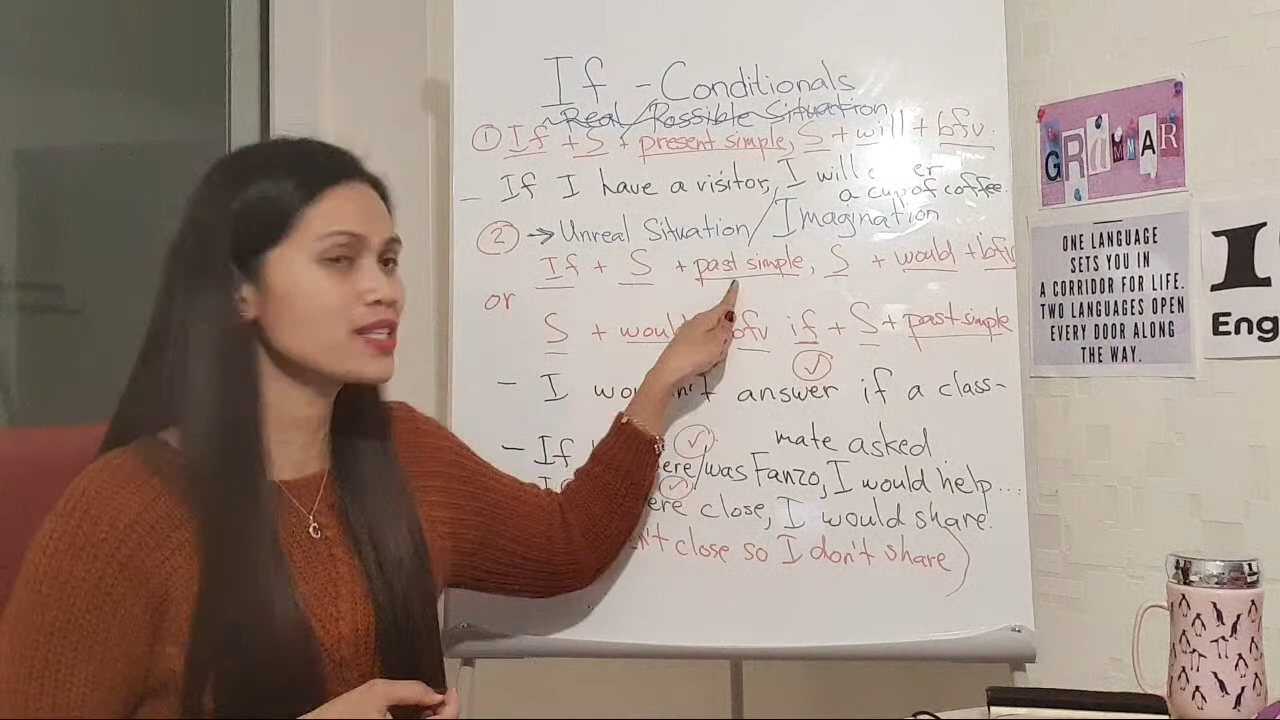 If - Conditionals
Real/Possible Situation
① If + S + present simple, S + will + bfv.
- If I have a visitor, I will er
a cup of coffee.
② → Unreal Situation/Imagnation
If + S + past simple, S + would + bfv
or
S + would bfv if + S + past simple
- I wouldn't answer if a class-
mate asked
- If were/was Fanzo, I would help...
were close, I would share.
n't close so I don't share)
GRAMMAR
ONE LANGUAGE
SETS YOU IN
A CORRIDOR FOR LIFE.
TWO LANGUAGES OPEN
EVERY DOOR ALONG
THE WAY.
I
Eng
C